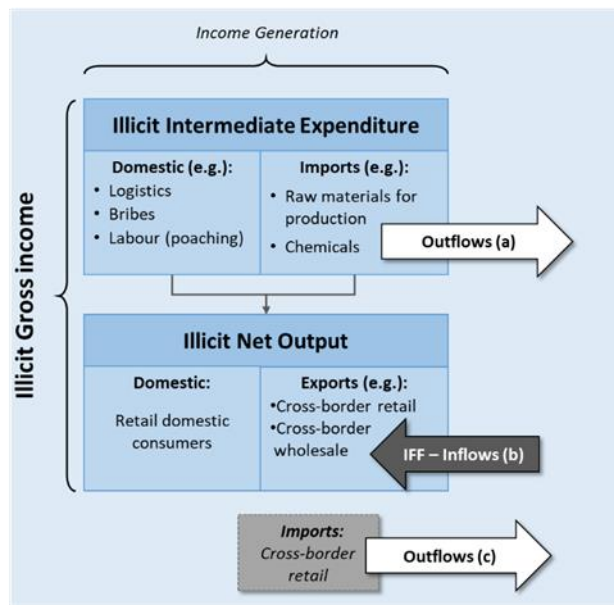 Income Generation
Illicit Gross income
Illicit Intermediate Expenditure
Domestic (e.g.):
• Logistics
• Bribes
• Labour (poaching)
Imports (e.g.):
• Raw materials for
production
• Chemicals
Outflows (a)
Illicit Net Output
Domestic:
Retail domestic
consumers
Exports (e.g.):
•Cross-border retail
•Cross-border
wholesale
IFF – Inflows (b)
Imports:
Cross-border
retail
Outflows (c)